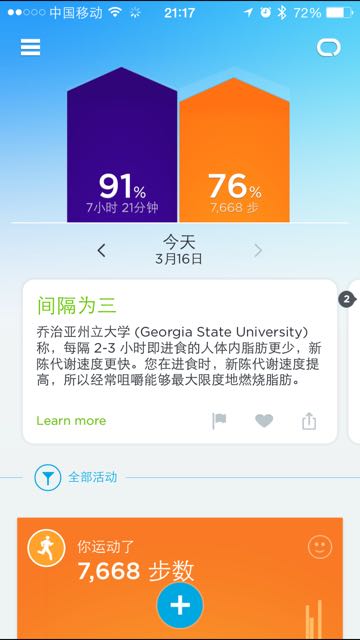 中国移动 21:17 72%
91% 76%
7小时 21分钟 7,668 步
今天
3月16日
间隔为三
2
乔治亚州立大学 (Georgia State University)
称，每隔 2-3 小时即进食的人体内脂肪更少，新
陈代谢速度更快。您在进食时，新陈代谢速度提
高，所以经常咀嚼能够最大限度地燃烧脂肪。
Learn more
全部活动
你运动了
7,668 步数